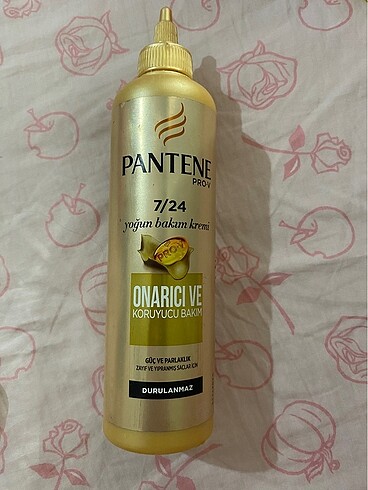 PANTENE
PRO-V
7/24
yoğun bakım kremi
PRO-V
ONARICI VE
KORUYUCU BAKIM
GÜÇ VE PARLAKLIK
ZAYIF VE YIPRANMIŞ SAÇLAR İÇİN
DURULANMAZ